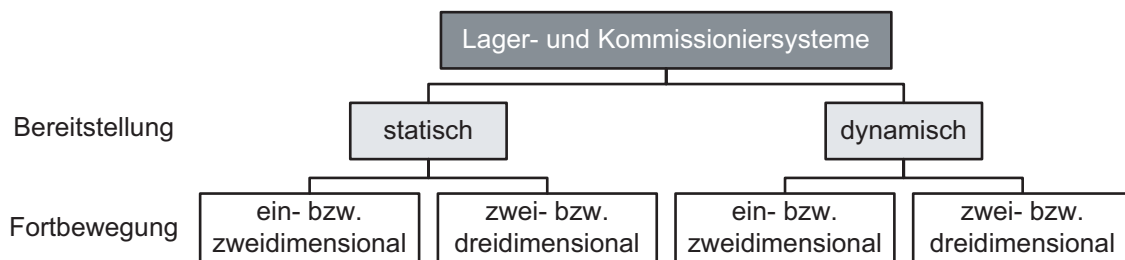 Lager- und Kommissioniersysteme
Bereitstellung
statisch
dynamisch
Fortbewegung
ein- bzw.
zweidimensional
zwei- bzw.
dreidimensional
ein- bzw.
zweidimensional
zwei- bzw.
dreidimensional